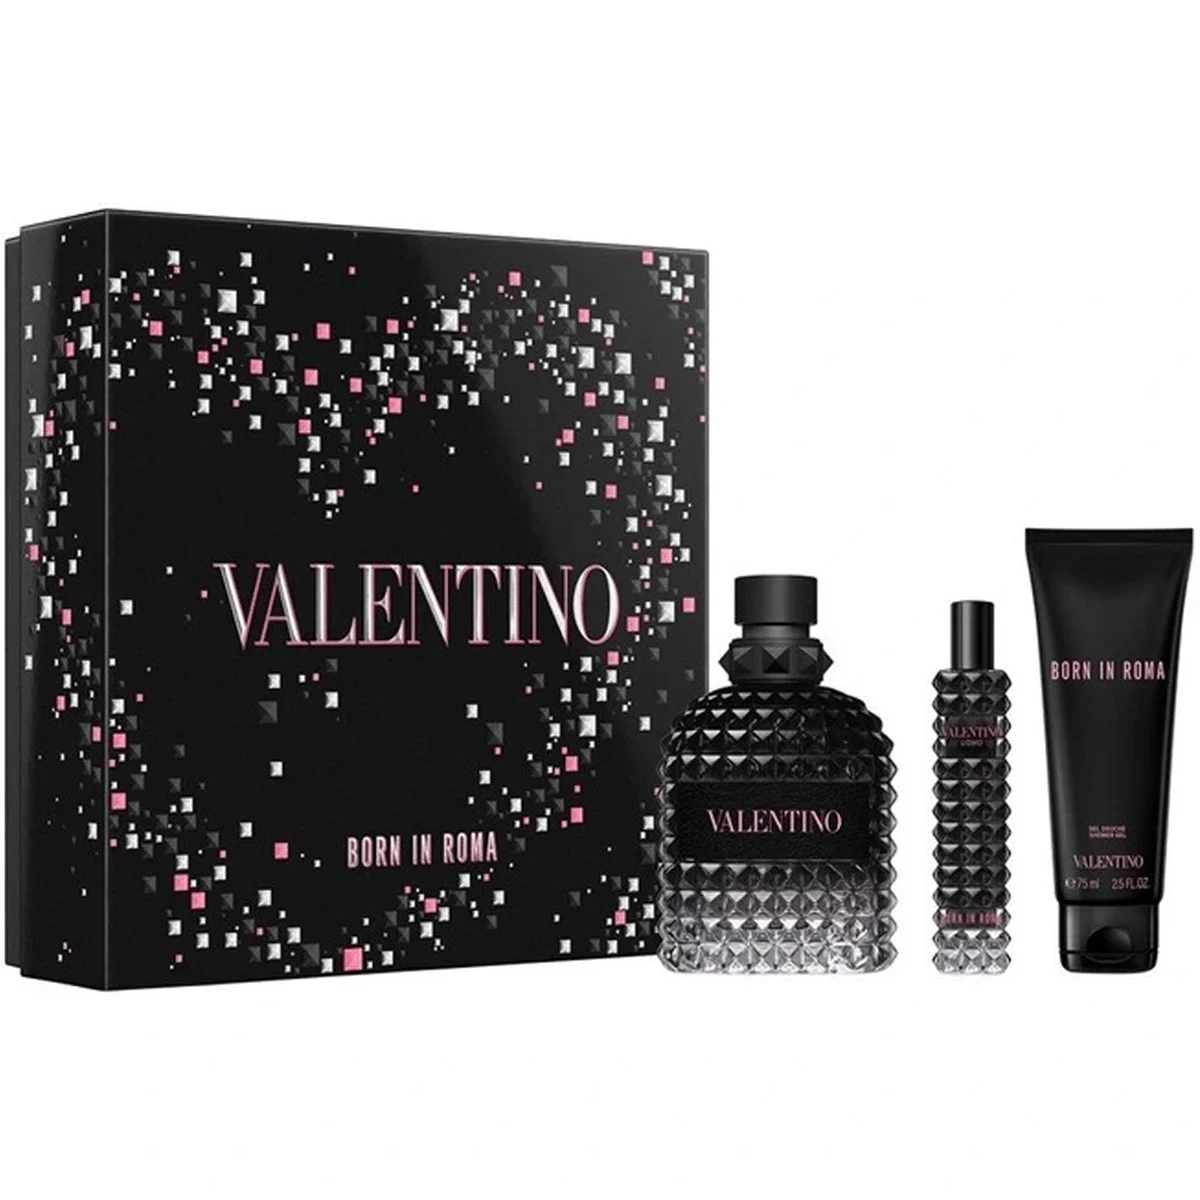 VALENTINO
BORN IN ROMA
VALENTINO
VALENTINO
UOMO
BORN IN ROMA
BORN IN ROMA
GEL DOUCHE
SHOWER GEL
VALENTINO
℮ 75 ml 2.5 FL.OZ.